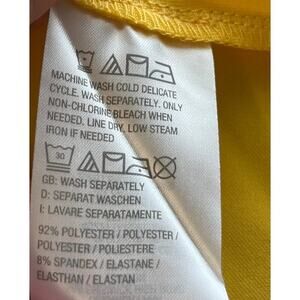 MACHINE WASH COLD DELICATE
CYCLE. WASH SEPARATELY. ONLY
NON-CHLORINE BLEACH WHEN
NEEDED. LINE DRY, LOW STEAM
IRON IF NEEDED
30
GB: WASH SEPARATELY
D: SEPARAT WASCHEN
I: LAVARE SEPARATAMENTE
92% POLYESTER / POLYESTER /
POLYESTER / POLIESTERE
8% SPANDEX / ELASTANE /
ELASTHAN / ELASTAN